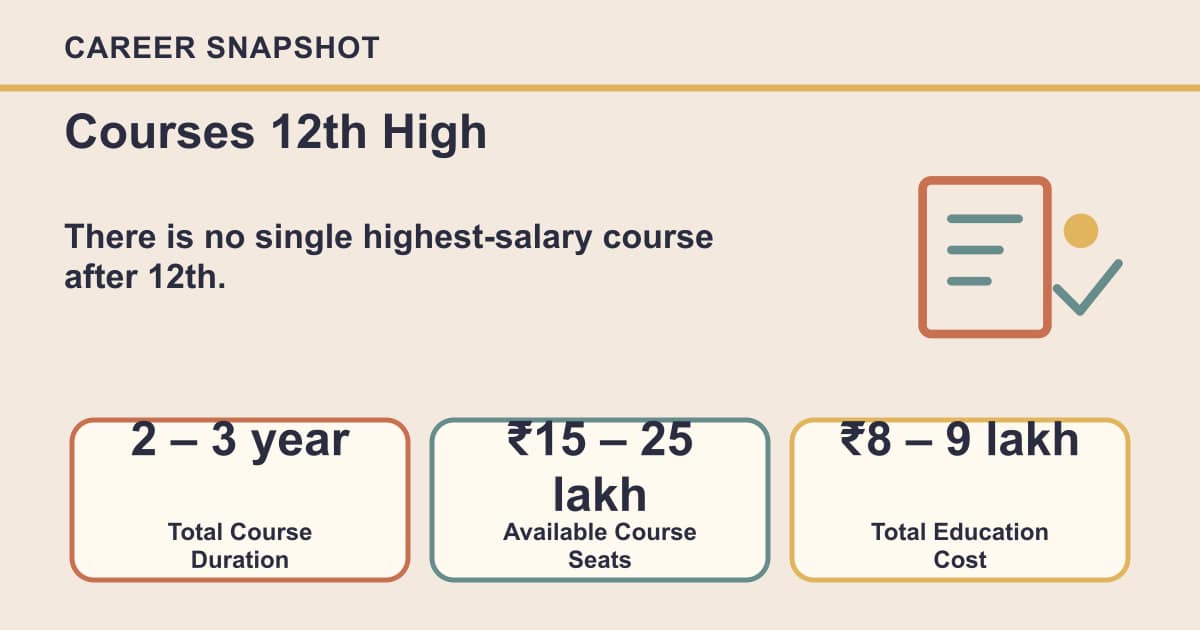 CAREER SNAPSHOT
Courses 12th High
There is no single highest-salary course
after 12th.
2 – 3 year
Total Course
Duration
₹15 – 25
lakh
Available Course
Seats
₹8 – 9 lakh
Total Education
Cost